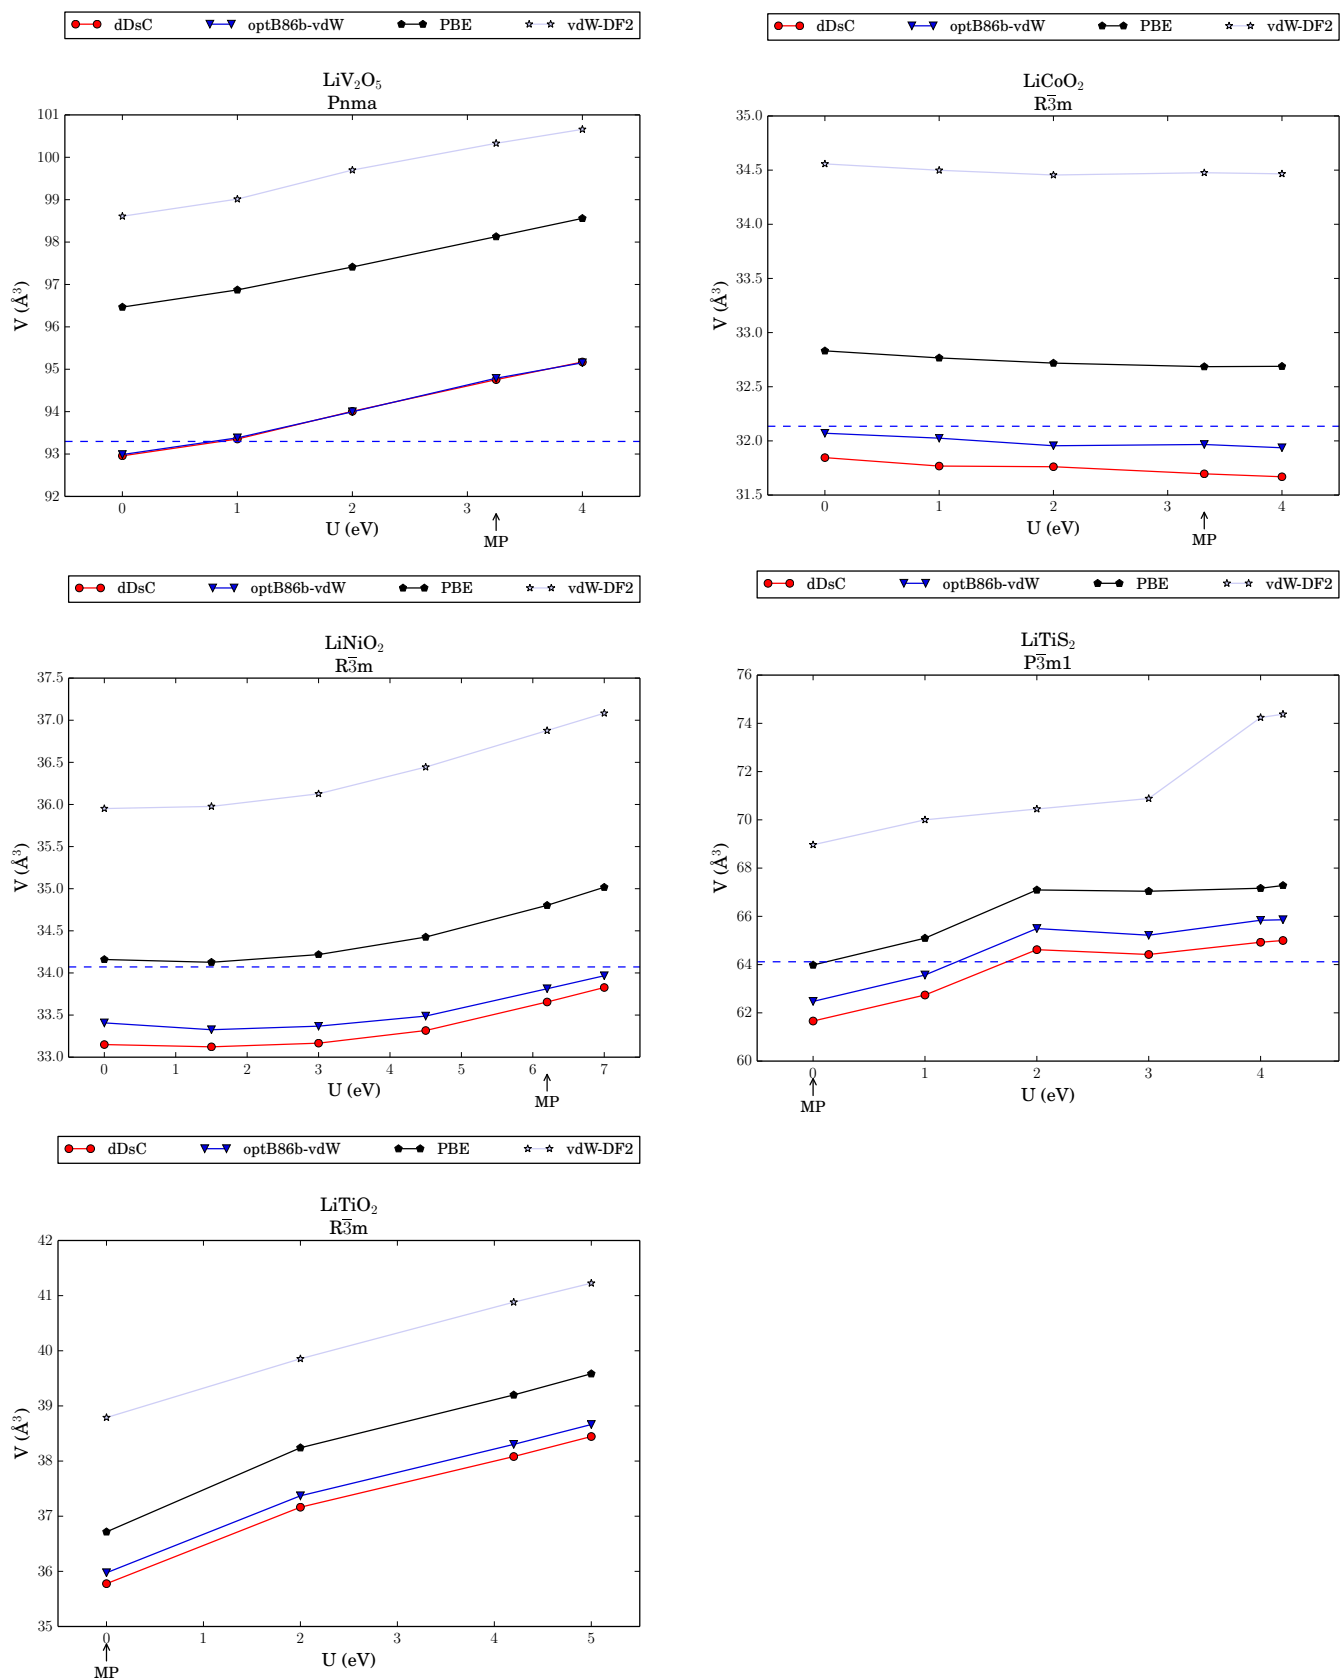 dDsC optB86b-vdW PBE vdW-DF2
LiV₂O₅
Pnma
101
100
99
98
97
96
95
94
93
92
V (Å³)
0 1 2 3 4
U (eV)
MP
dDsC optB86b-vdW PBE vdW-DF2
LiCoO₂
R3̅m
35.0
34.5
34.0
33.5
33.0
32.5
32.0
31.5
V (Å³)
0 1 2 3 4
U (eV)
MP
dDsC optB86b-vdW PBE vdW-DF2
LiNiO₂
R3̅m
37.5
37.0
36.5
36.0
35.5
35.0
34.5
34.0
33.5
33.0
V (Å³)
0 1 2 3 4 5 6 7
U (eV)
MP
dDsC optB86b-vdW PBE vdW-DF2
LiTiS₂
P3̅m1
76
74
72
70
68
66
64
62
60
V (Å³)
0 1 2 3 4
U (eV)
MP
dDsC optB86b-vdW PBE vdW-DF2
LiTiO₂
R3̅m
42
41
40
39
38
37
36
35
V (Å³)
0 1 2 3 4 5
U (eV)
MP